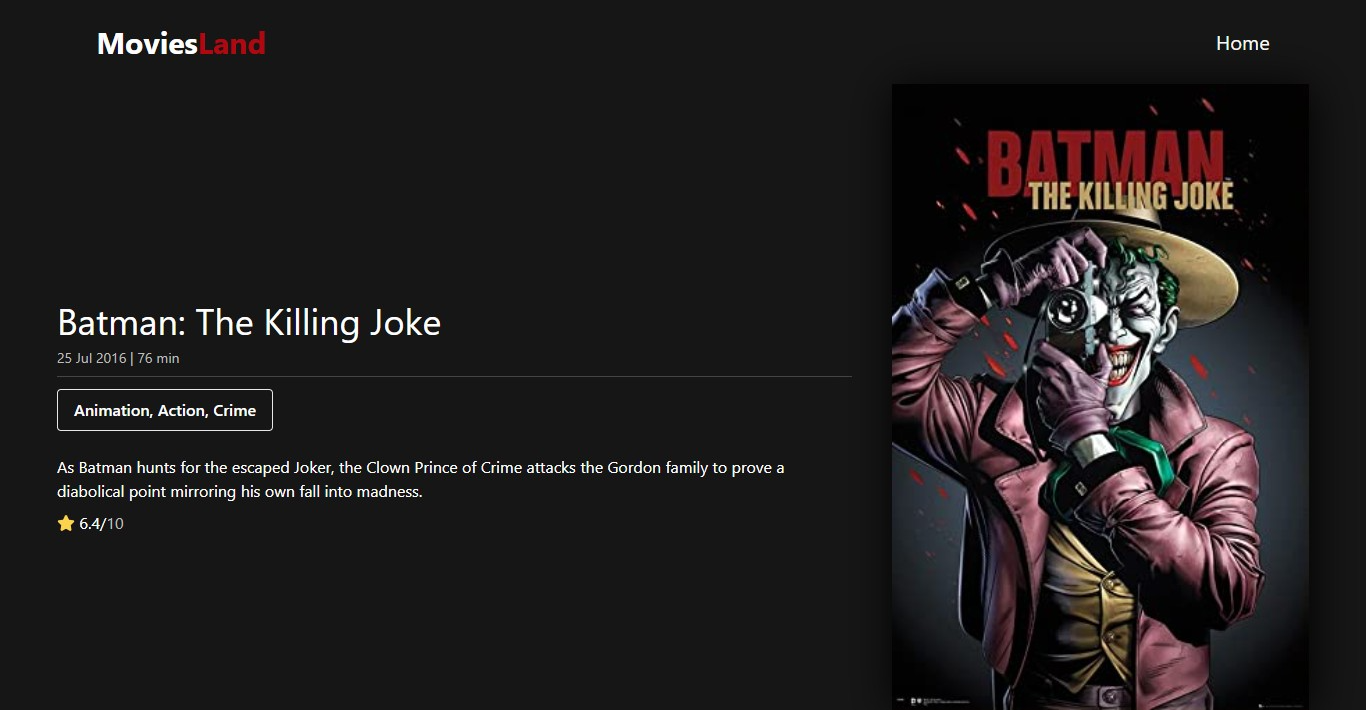 MoviesLand
Home
Batman: The Killing Joke
25 Jul 2016 | 76 min
Animation, Action, Crime
As Batman hunts for the escaped Joker, the Clown Prince of Crime attacks the Gordon family to prove a
diabolical point mirroring his own fall into madness.
6.4/10
BATMAN
THE KILLING JOKE